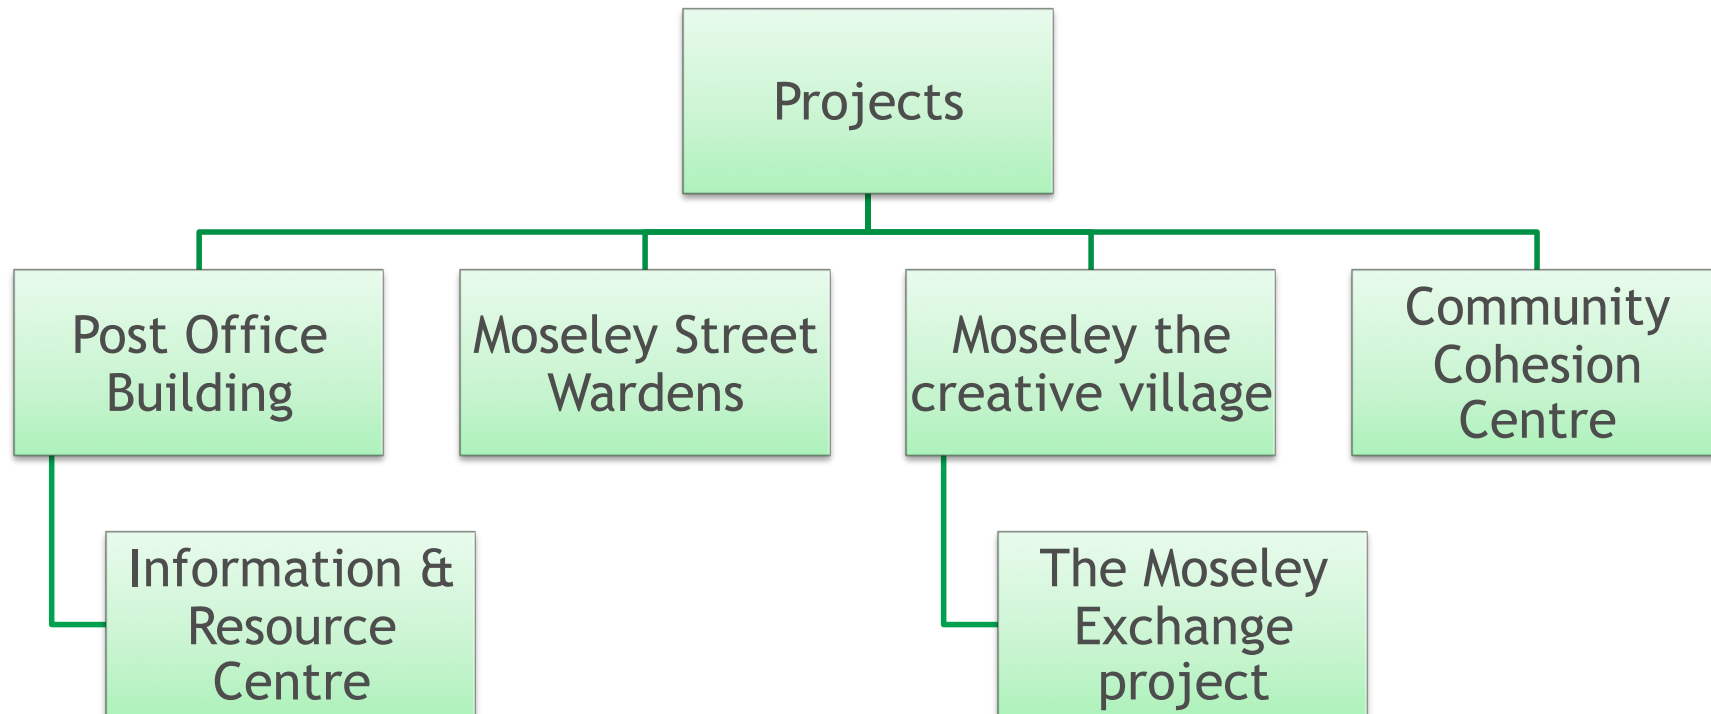 Projects
Post Office
Building
Moseley Street
Wardens
Moseley the
creative village
Community
Cohesion
Centre
Information &
Resource
Centre
The Moseley
Exchange
project